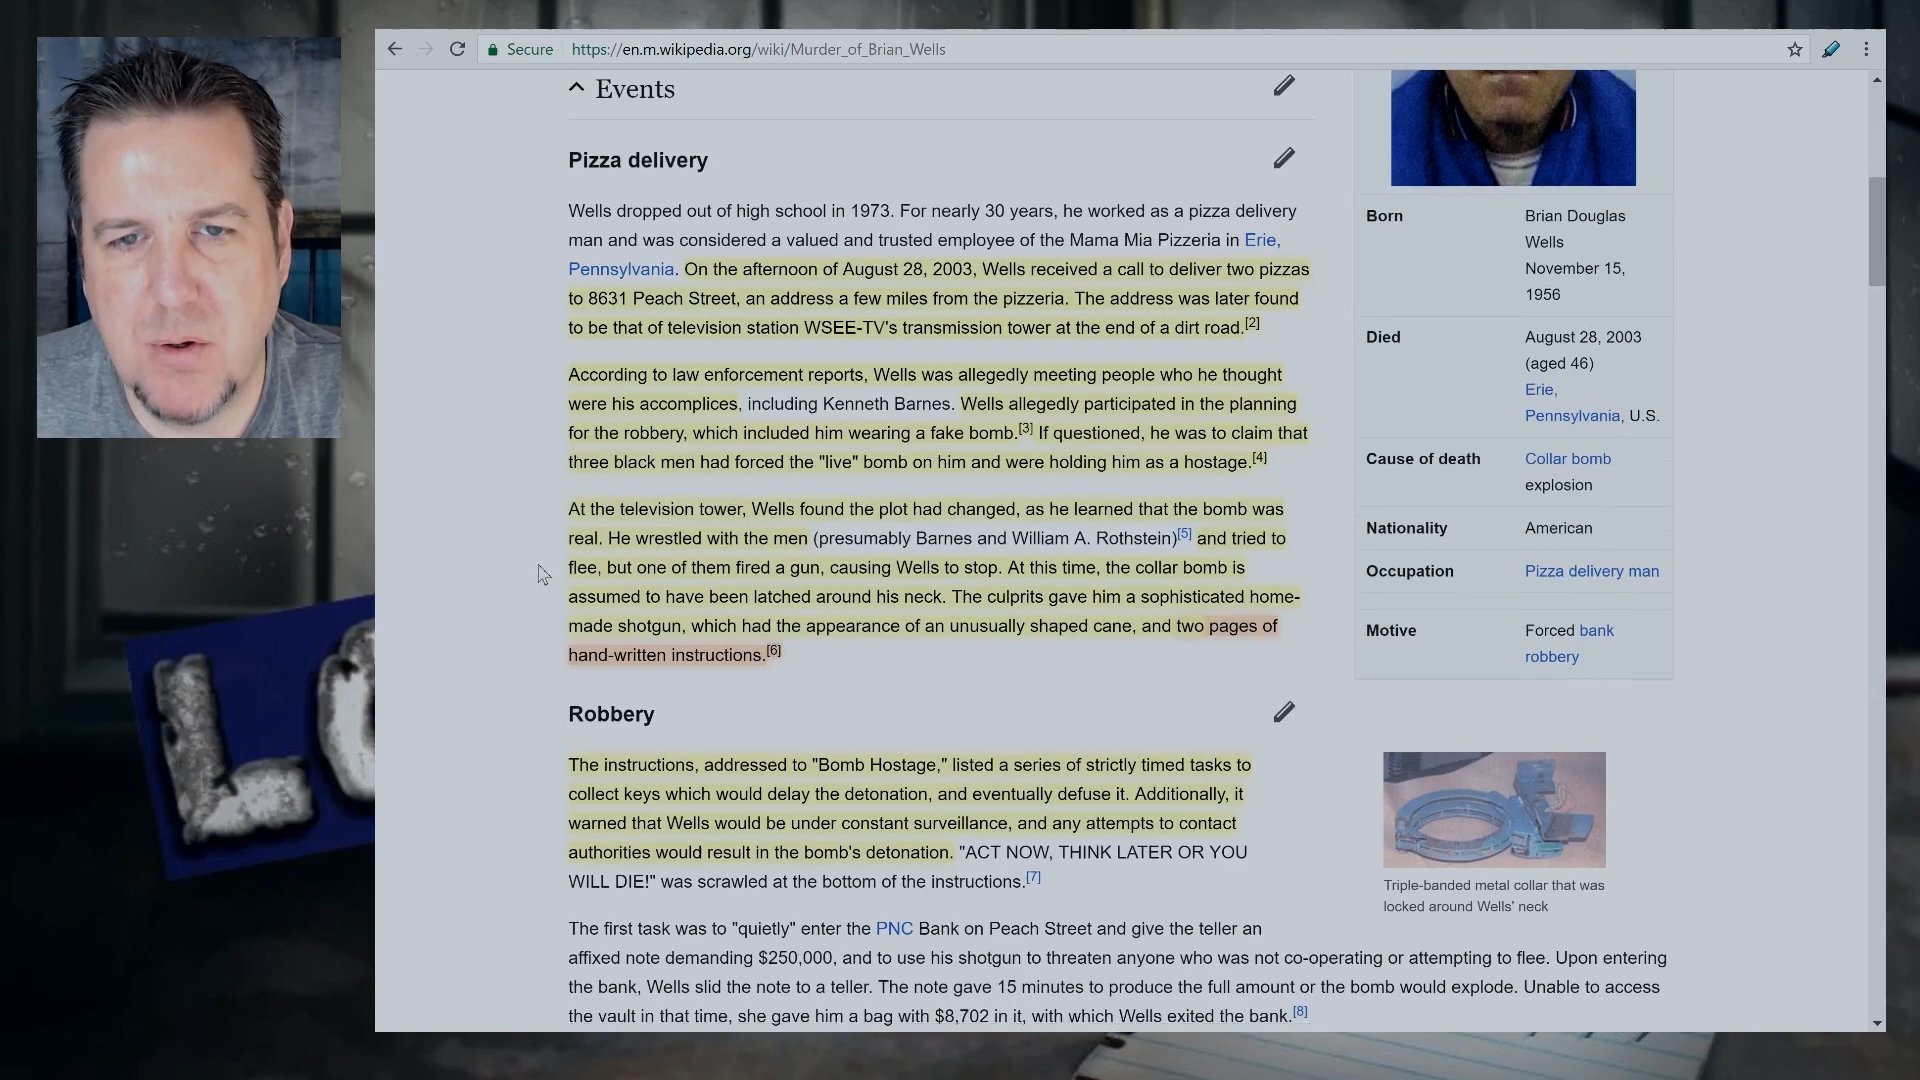 Secure https://en.m.wikipedia.org/wiki/Murder_of_Brian_Wells
Events
Pizza delivery
Wells dropped out of high school in 1973. For nearly 30 years, he worked as a pizza delivery
man and was considered a valued and trusted employee of the Mama Mia Pizzeria in Erie,
Pennsylvania. On the afternoon of August 28, 2003, Wells received a call to deliver two pizzas
to 8631 Peach Street, an address a few miles from the pizzeria. The address was later found
to be that of television station WSEE-TV's transmission tower at the end of a dirt road.[2]
According to law enforcement reports, Wells was allegedly meeting people who he thought
were his accomplices, including Kenneth Barnes. Wells allegedly participated in the planning
for the robbery, which included him wearing a fake bomb.[3] If questioned, he was to claim that
three black men had forced the "live" bomb on him and were holding him as a hostage.[4]
At the television tower, Wells found the plot had changed, as he learned that the bomb was
real. He wrestled with the men (presumably Barnes and William A. Rothstein)[5] and tried to
flee, but one of them fired a gun, causing Wells to stop. At this time, the collar bomb is
assumed to have been latched around his neck. The culprits gave him a sophisticated home-
made shotgun, which had the appearance of an unusually shaped cane, and two pages of
hand-written instructions.[6]
Robbery
The instructions, addressed to "Bomb Hostage," listed a series of strictly timed tasks to
collect keys which would delay the detonation, and eventually defuse it. Additionally, it
warned that Wells would be under constant surveillance, and any attempts to contact
authorities would result in the bomb's detonation. "ACT NOW, THINK LATER OR YOU
WILL DIE!" was scrawled at the bottom of the instructions.[7]
The first task was to "quietly" enter the PNC Bank on Peach Street and give the teller an
affixed note demanding $250,000, and to use his shotgun to threaten anyone who was not co-operating or attempting to flee. Upon entering
the bank, Wells slid the note to a teller. The note gave 15 minutes to produce the full amount or the bomb would explode. Unable to access
the vault in that time, she gave him a bag with $8,702 in it, with which Wells exited the bank.[8]
Born Brian Douglas
Wells
November 15,
1956
Died August 28, 2003
(aged 46)
Erie,
Pennsylvania, U.S.
Cause of death Collar bomb
explosion
Nationality American
Occupation Pizza delivery man
Motive Forced bank
robbery
Triple-banded metal collar that was
locked around Wells' neck